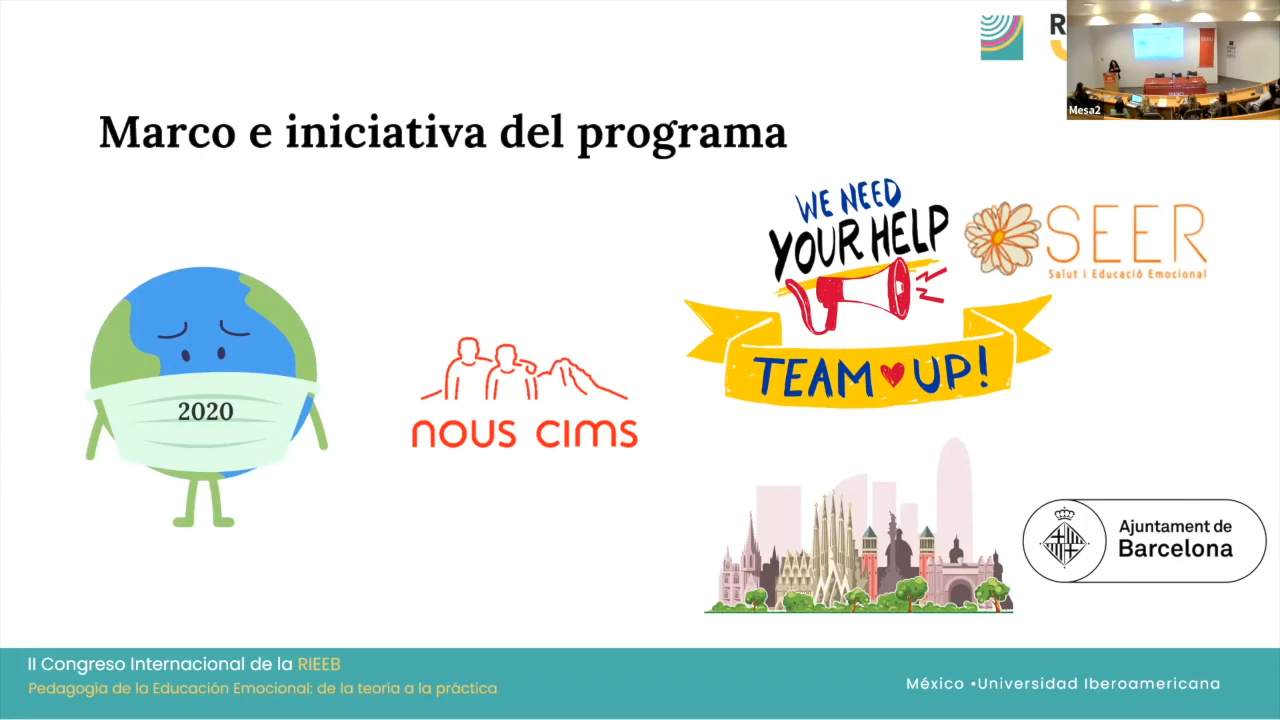 Mesa2
Marco e iniciativa del programa
WE NEED
YOUR HELP
TEAM UP!
SEER
Salut i Educació Emocional
2020
nous cims
Ajuntament de
Barcelona
II Congreso Internacional de la RIEEB
Pedagogía de la Educación Emocional: de la teoría a la práctica
México •Universidad Iberoamericana